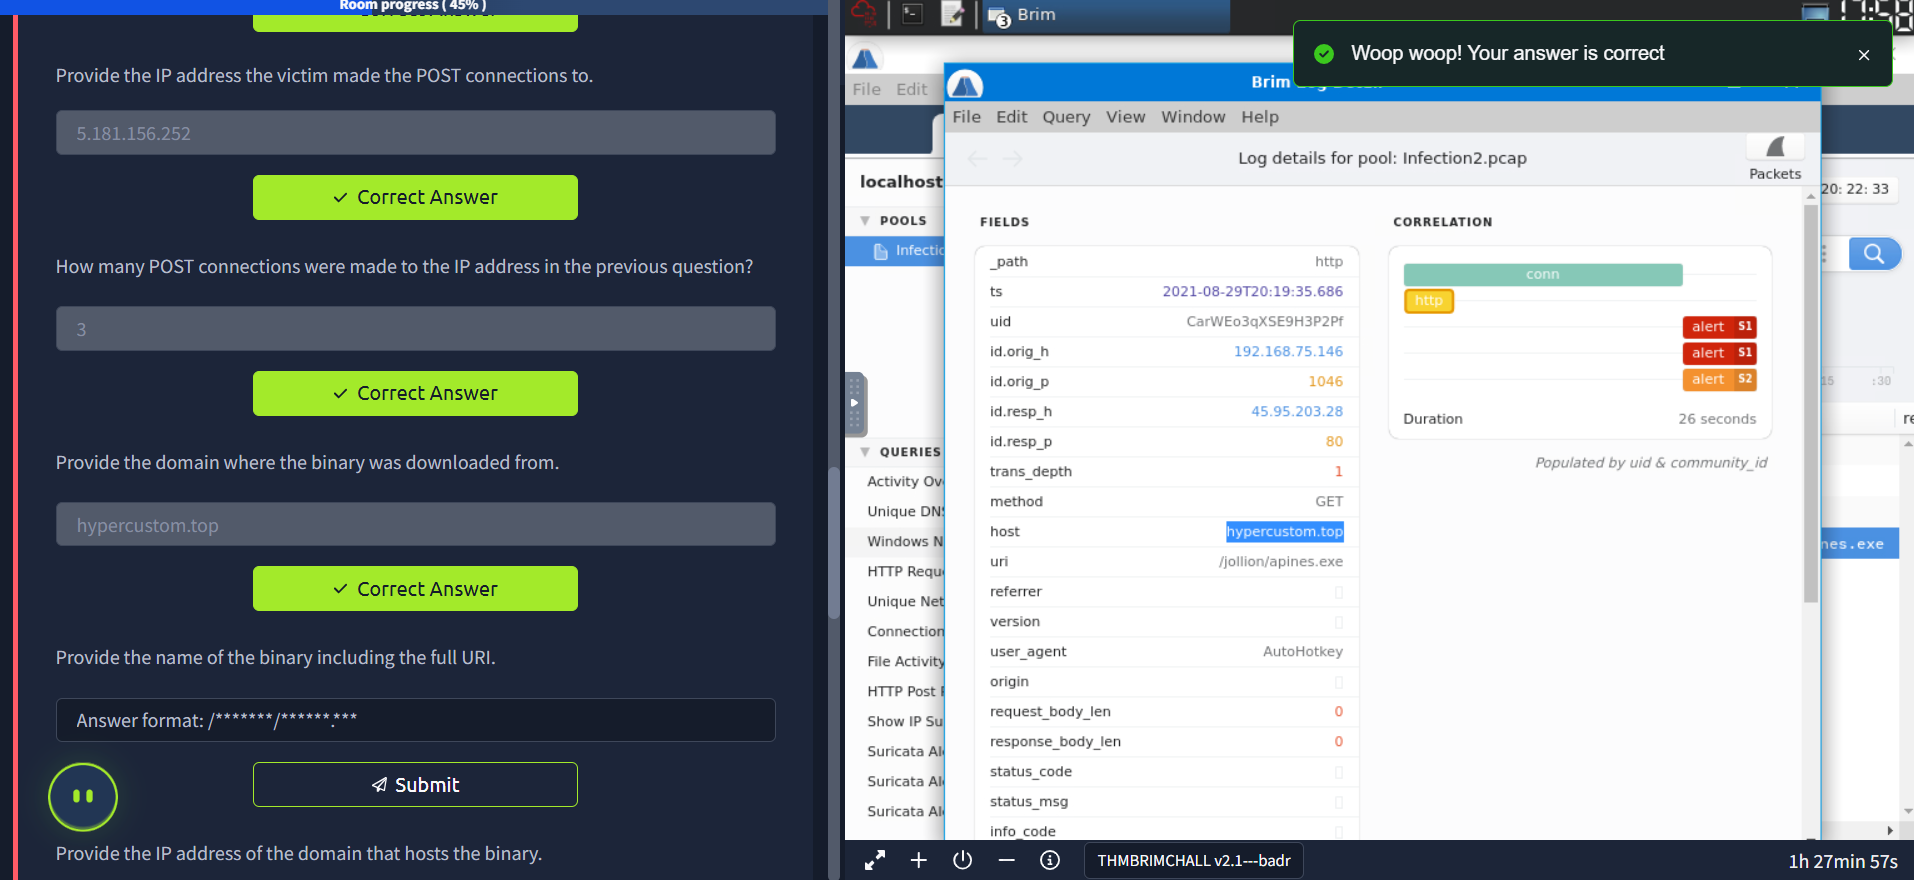 Room progress ( 45% )
Correct Answer
Provide the IP address the victim made the POST connections to.
5.181.156.252
Correct Answer
How many POST connections were made to the IP address in the previous question?
3
Correct Answer
Provide the domain where the binary was downloaded from.
hypercustom.top
Correct Answer
Provide the name of the binary including the full URI.
Answer format: /*******/******.***
Submit
Provide the IP address of the domain that hosts the binary.
3 Brim
Woop woop! Your answer is correct
File Edit
Brim
File Edit Query View Window Help
Log details for pool: Infection2.pcap
Packets
localhost
20: 22: 33
POOLS
Infectio
FIELDS
_path http
ts 2021-08-29T20:19:35.686
uid CarWEo3qXSE9H3P2Pf
id.orig_h 192.168.75.146
id.orig_p 1046
id.resp_h 45.95.203.28
id.resp_p 80
trans_depth 1
method GET
host hypercustom.top
uri /jollion/apines.exe
referrer
version
user_agent AutoHotkey
origin
request_body_len 0
response_body_len 0
status_code
status_msg
info_code
CORRELATION
conn
http
alert S1
alert S1
alert S2
Duration 26 seconds
Populated by uid & community_id
15 :30
re
nes.exe
QUERIES
Activity Ov
Unique DNS
Windows N
HTTP Requ
Unique Net
Connection
File Activity
HTTP Post R
Show IP Su
Suricata Al
Suricata Al
Suricata Al
THMBRIMCHALL v2.1---badr
1h 27min 57s